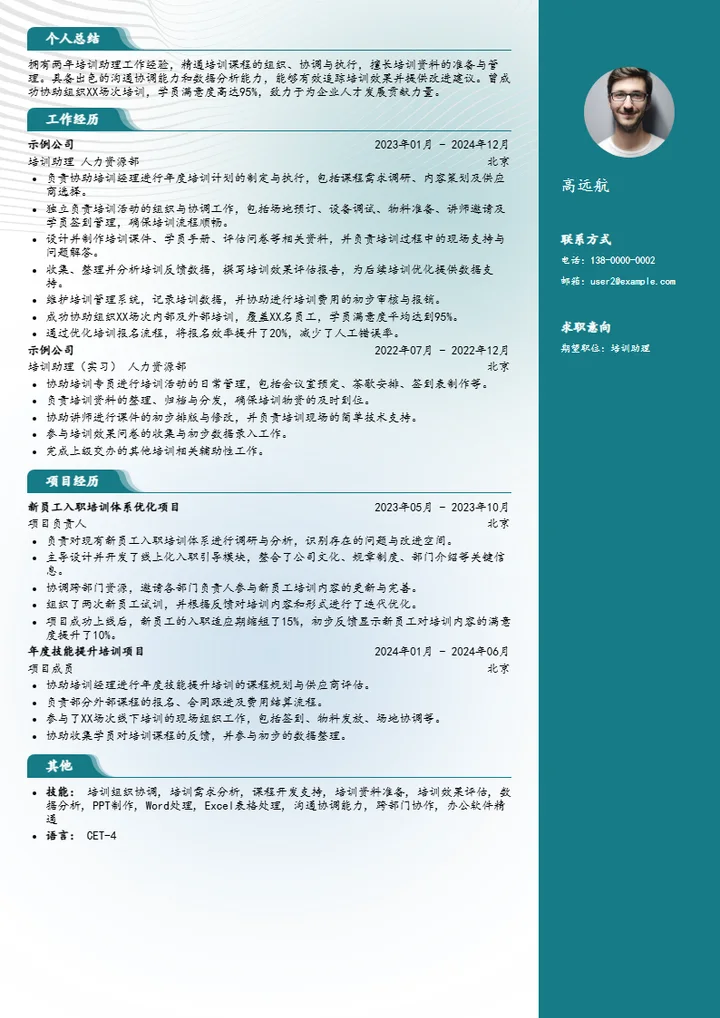 个人总结
拥有两年培训助理工作经验，精通培训课程的组织、协调与执行，擅长培训资料的准备与管
理。具备出色的沟通协调能力和数据分析能力，能够有效追踪培训效果并提供改进建议。曾成
功协助组织XX场次培训，学员满意度高达95%，致力于为企业人才发展贡献力量。
工作经历
示例公司 2023年01月 - 2024年12月
培训助理 人力资源部 北京
• 负责协助培训经理进行年度培训计划的制定与执行，包括课程需求调研、内容策划及供应
商选择。
• 独立负责培训活动的组织与协调工作，包括场地预订、设备调试、物料准备、讲师邀请及
学员签到管理，确保培训流程顺畅。
• 设计并制作培训课件、学员手册、评估问卷等相关资料，并负责培训过程中的现场支持与
问题解答。
• 收集、整理并分析培训反馈数据，撰写培训效果评估报告，为后续培训优化提供数据支
持。
• 维护培训管理系统，记录培训数据，并协助进行培训费用的初步审核与报销。
• 成功协助组织XX场次内部及外部培训，覆盖XX名员工，学员满意度平均达到95%。
• 通过优化培训报名流程，将报名效率提升了20%，减少了人工错误率。
示例公司 2022年07月 - 2022年12月
培训助理（实习） 人力资源部 北京
• 协助培训专员进行培训活动的日常管理，包括会议室预定、茶歇安排、签到表制作等。
• 负责培训资料的整理、归档与分发，确保培训物资的及时到位。
• 协助讲师进行课件的初步排版与修改，并负责培训现场的简单技术支持。
• 参与培训效果问卷的收集与初步数据录入工作。
• 完成上级交办的其他培训相关辅助性工作。
项目经历
新员工入职培训体系优化项目 2023年05月 - 2023年10月
项目负责人 北京
• 负责对现有新员工入职培训体系进行调研与分析，识别存在的问题与改进空间。
• 主导设计并开发了线上化入职引导模块，整合了公司文化、规章制度、部门介绍等关键信
息。
• 协调跨部门资源，邀请各部门负责人参与新员工培训内容的更新与完善。
• 组织了两次新员工试训，并根据反馈对培训内容和形式进行了迭代优化。
• 项目成功上线后，新员工的入职适应期缩短了15%，初步反馈显示新员工对培训内容的满意
度提升了10%。
年度技能提升培训项目 2024年01月 - 2024年06月
项目成员 北京
• 协助培训经理进行年度技能提升培训的课程规划与供应商评估。
• 负责部分外部课程的报名、合同跟进及费用结算流程。
• 参与了XX场次线下培训的现场组织工作，包括签到、物料发放、场地协调等。
• 协助收集学员对培训课程的反馈，并参与初步的数据整理。
其他
• 技能： 培训组织协调, 培训需求分析, 课程开发支持, 培训资料准备, 培训效果评估, 数
据分析, PPT制作, Word处理, Excel表格处理, 沟通协调能力, 跨部门协作, 办公软件精
通
• 语言： CET-4
高远航
联系方式
电话：138-0000-0002
邮箱：user2@example.com
求职意向
期望职位：培训助理